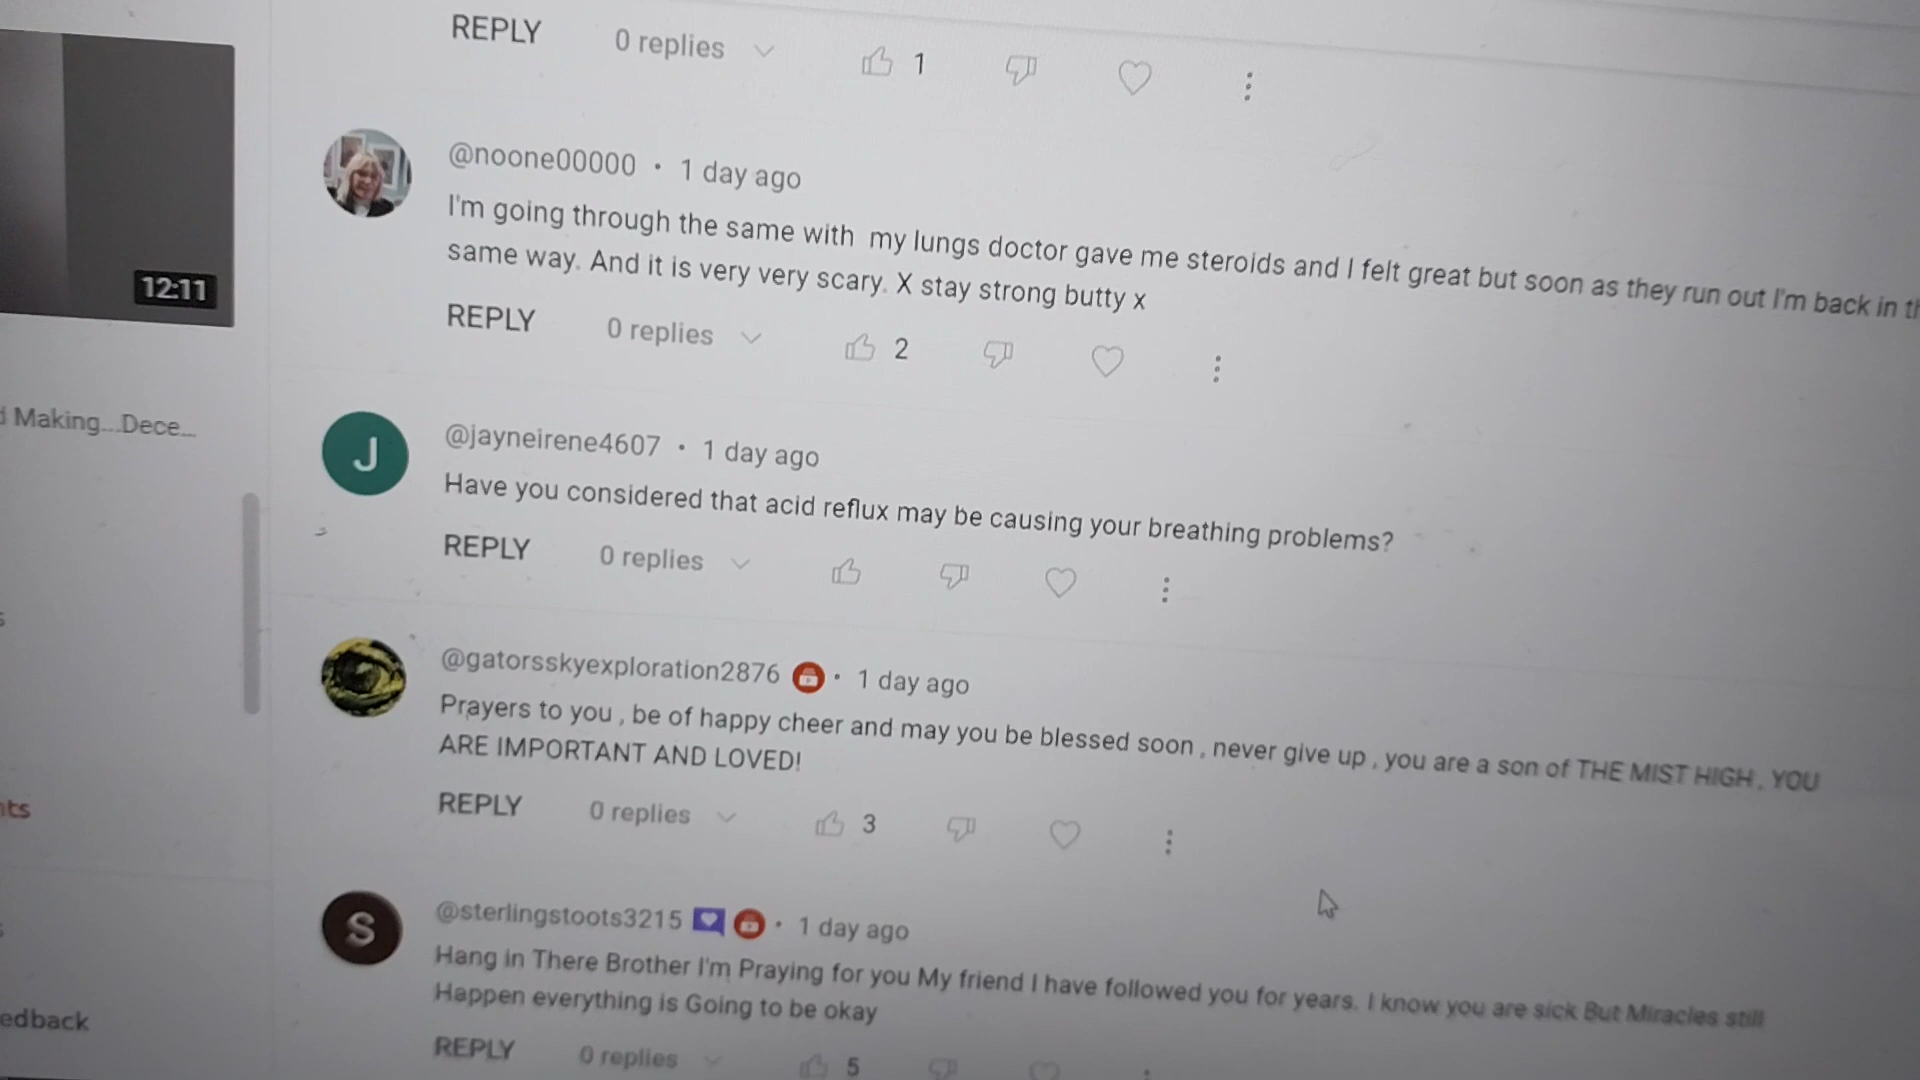 REPLY 0 replies 1
@noone00000 • 1 day ago
I'm going through the same with my lungs doctor gave me steroids and I felt great but soon as they run out I'm back in
same way. And it is very very scary. X stay strong butty x
REPLY 0 replies 2
12:11
Making...Dece...
J
@jayneirene4607 • 1 day ago
Have you considered that acid reflux may be causing your breathing problems?
REPLY 0 replies
@gatorsskyexploration2876 • 1 day ago
Prayers to you , be of happy cheer and may you be blessed soon , never give up , you are a son of THE MIST HIGH , YOU
ARE IMPORTANT AND LOVED!
REPLY 0 replies 3
nts
S
@sterlingstoots3215 • 1 day ago
Hang in There Brother I'm Praying for you My friend I have followed you for years. I know you are sick But Miracles still
Happen everything is Going to be okay
edback
REPLY 0 replies 5